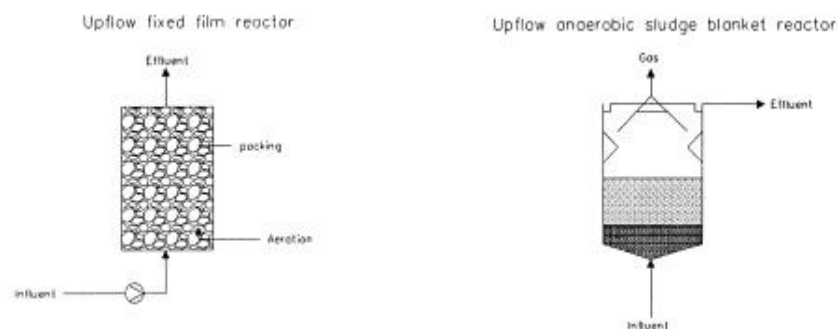 Upflow fixed film reactor
Effluent
packing
Aeration
Influent
Upflow anaerobic sludge blanket reactor
Gas
Effluent
Influent